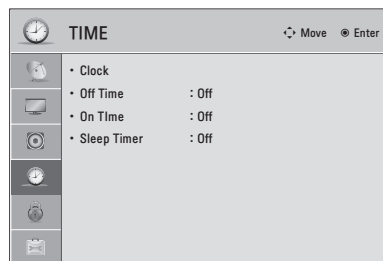 TIME Move Enter
• Clock
• Off Time : Off
• On TIme : Off
• Sleep Timer : Off